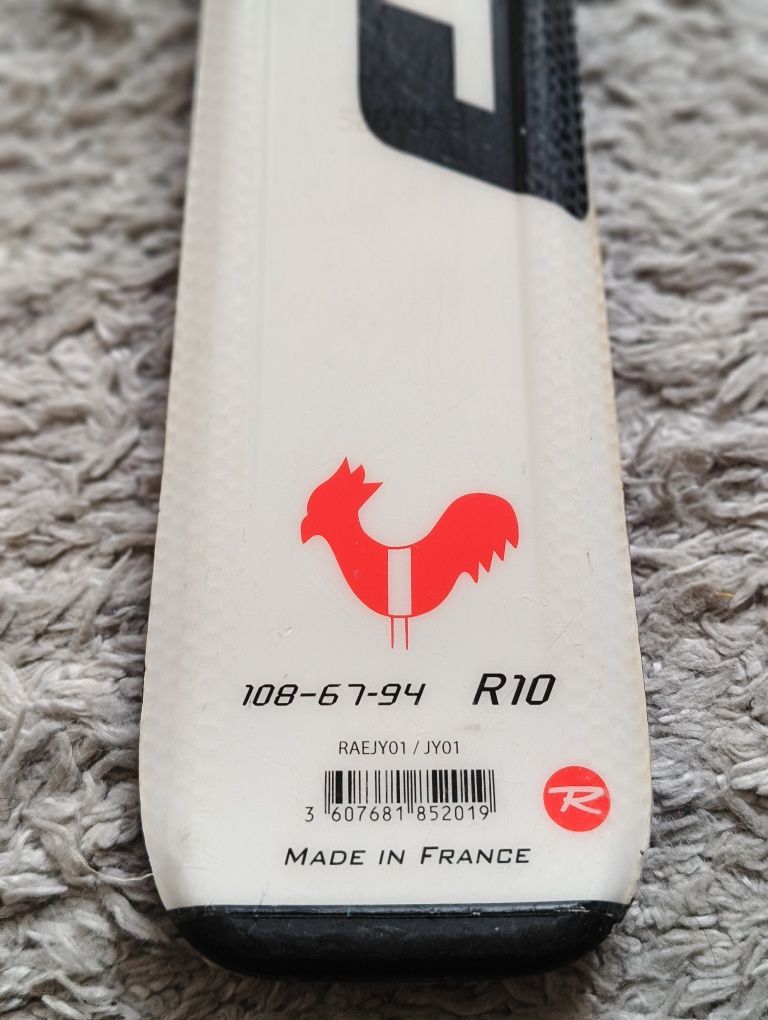 108-67-94 R10
RAEJY01 / JY01
3 607681 852019
R
MADE IN FRANCE